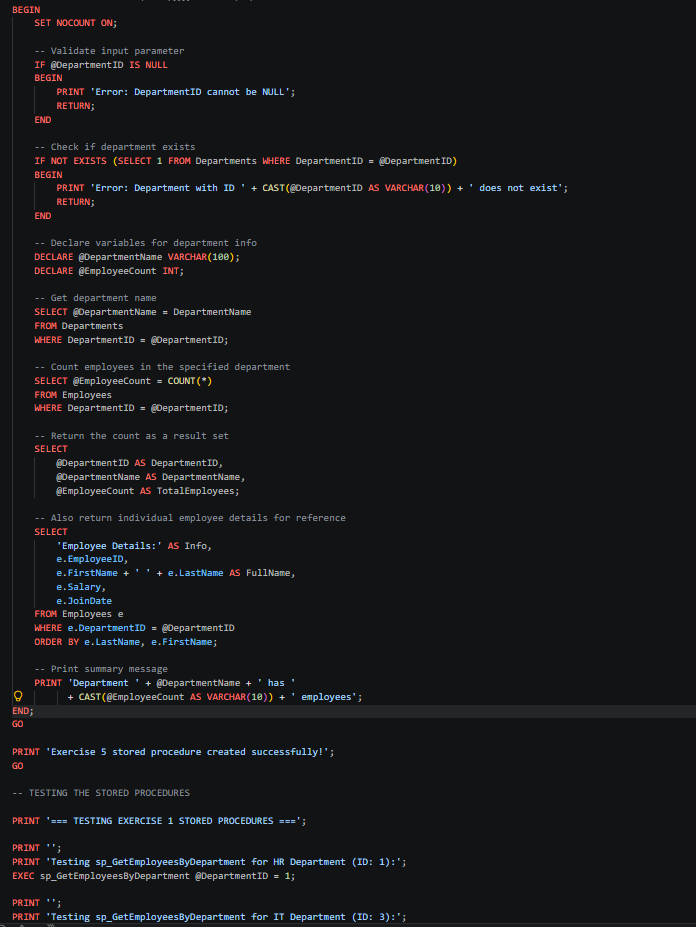 BEGIN
    SET NOCOUNT ON;

    -- Validate input parameter
    IF @DepartmentID IS NULL
    BEGIN
        PRINT 'Error: DepartmentID cannot be NULL';
        RETURN;
    END

    -- Check if department exists
    IF NOT EXISTS (SELECT 1 FROM Departments WHERE DepartmentID = @DepartmentID)
    BEGIN
        PRINT 'Error: Department with ID ' + CAST(@DepartmentID AS VARCHAR(10)) + ' does not exist';
        RETURN;
    END

    -- Declare variables for department info
    DECLARE @DepartmentName VARCHAR(100);
    DECLARE @EmployeeCount INT;

    -- Get department name
    SELECT @DepartmentName = DepartmentName
    FROM Departments
    WHERE DepartmentID = @DepartmentID;

    -- Count employees in the specified department
    SELECT @EmployeeCount = COUNT(*)
    FROM Employees
    WHERE DepartmentID = @DepartmentID;

    -- Return the count as a result set
    SELECT
        @DepartmentID AS DepartmentID,
        @DepartmentName AS DepartmentName,
        @EmployeeCount AS TotalEmployees;

    -- Also return individual employee details for reference
    SELECT
        'Employee Details:' AS Info,
        e.EmployeeID,
        e.FirstName + ' ' + e.LastName AS FullName,
        e.Salary,
        e.JoinDate
    FROM Employees e
    WHERE e.DepartmentID = @DepartmentID
    ORDER BY e.LastName, e.FirstName;

    -- Print summary message
    PRINT 'Department ' + @DepartmentName + ' has '
          + CAST(@EmployeeCount AS VARCHAR(10)) + ' employees';
END;
GO

PRINT 'Exercise 5 stored procedure created successfully!';
GO

-- TESTING THE STORED PROCEDURES

PRINT '=== TESTING EXERCISE 1 STORED PROCEDURES ===';

PRINT '';
PRINT 'Testing sp_GetEmployeesByDepartment for HR Department (ID: 1):';
EXEC sp_GetEmployeesByDepartment @DepartmentID = 1;

PRINT '';
PRINT 'Testing sp_GetEmployeesByDepartment for IT Department (ID: 3):';